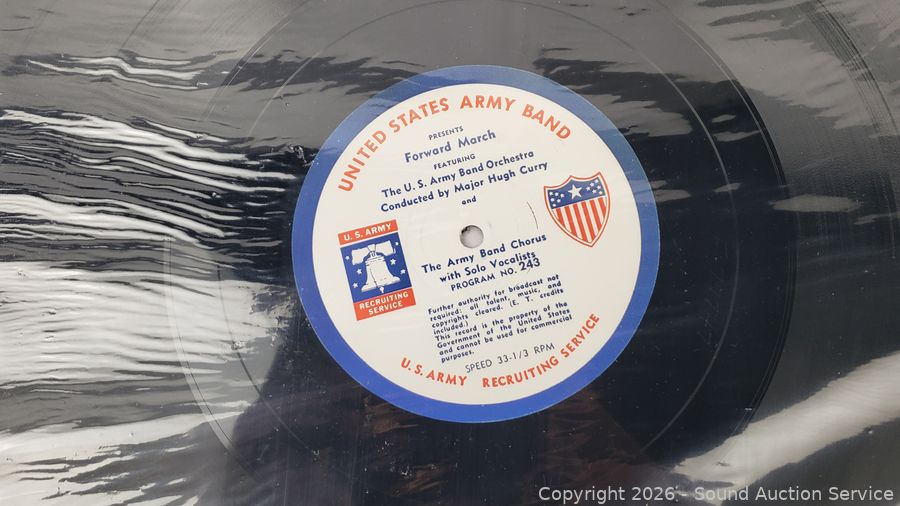 UNITED STATES ARMY BAND
PRESENTS
Forward March
FEATURING
The U. S. Army Band Orchestra
Conducted by Major Hugh Curry
and
U. S. ARMY
RECRUITING
SERVICE
The Army Band Chorus
with Solo Vocalists
PROGRAM NO. 243
Further authority for broadcast not
required: all talent, music, and
copyrights cleared. (E. T. credits
included.)
This record is the property of the
Government of the United States
and cannot be used for commercial
purposes.
SPEED 33-1/3 RPM
U. S. ARMY RECRUITING SERVICE
Copyright 2026 - Sound Auction Service